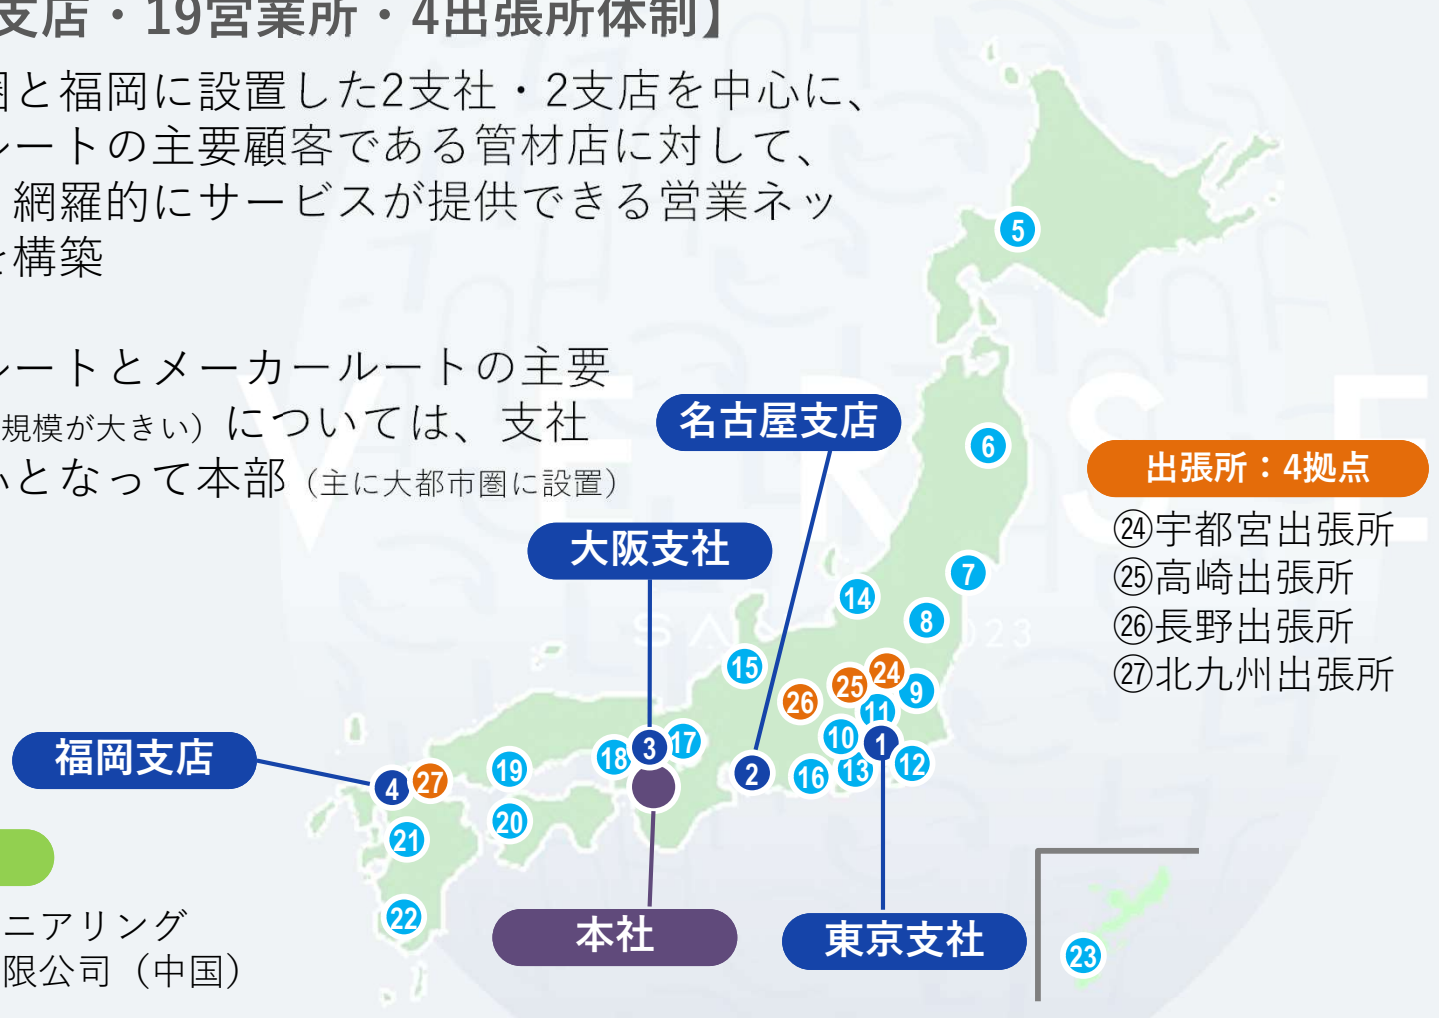 支店・19営業所・4出張所体制】
圏と福岡に設置した2支社・2支店を中心に、
ルートの主要顧客である管材店に対して、
網羅的にサービスが提供できる営業ネッ
を構築
ルートとメーカールートの主要
規模が大きい）については、支社
心となって本部（主に大都市圏に設置）
名古屋支店
大阪支社
福岡支店
本社
東京支社
出張所：4拠点
㉔宇都宮出張所
㉕高崎出張所
㉖長野出張所
㉗北九州出張所
5
6
7
14
8
15
24
25
9
26
11
10
1
17
3
18
2
16
13
12
19
4
27
20
21
22
23
ニアリング
限公司（中国）
VERSE